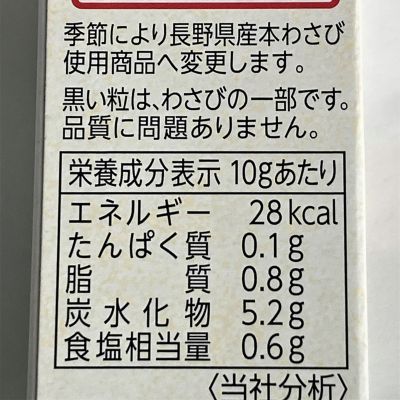 季節により長野県産本わさび
使用商品へ変更します。
黒い粒は、わさびの一部です。
品質に問題ありません。
栄養成分表示 10gあたり
エネルギー 28kcal
たんぱく質 0.1g
脂質 0.8g
炭水化物 5.2g
食塩相当量 0.6g
〈当社分析〉